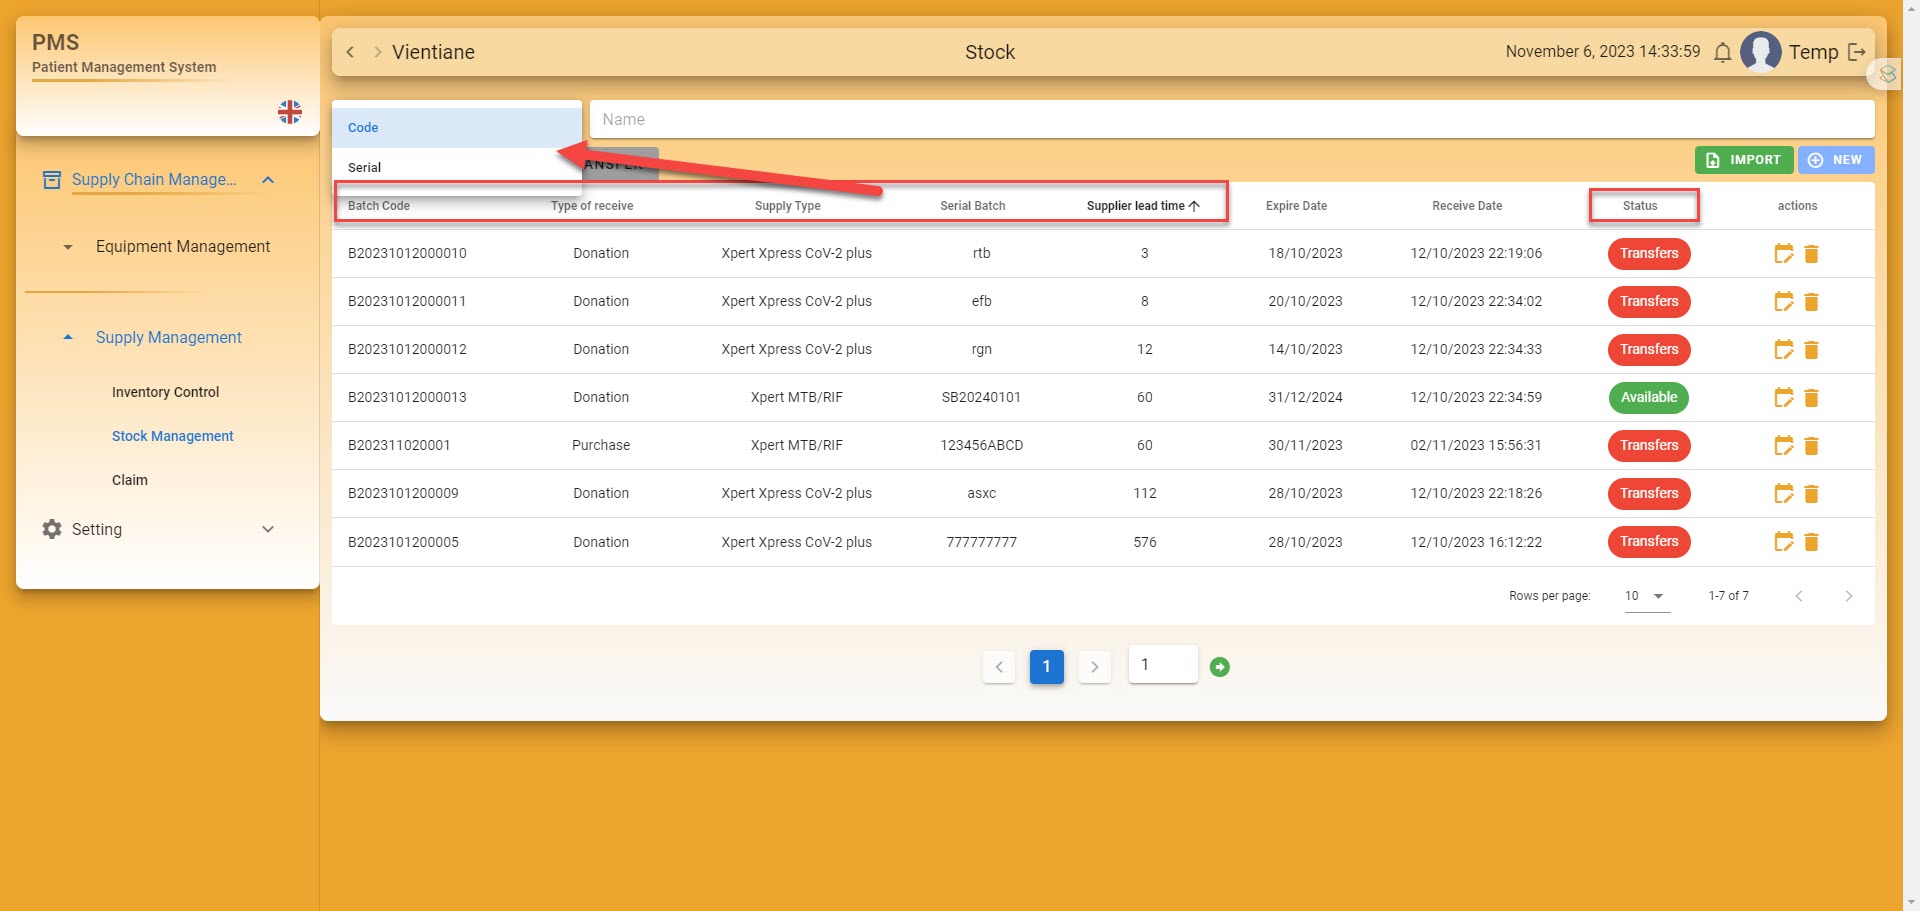 PMS
Patient Management System
Vientiane
Stock
November 6, 2023 14:33:59
Temp
Supply Chain Manage...
Equipment Management
Supply Management
Inventory Control
Stock Management
Claim
Setting
Code
Name
Serial
IMPORT
NEW
Batch Code Type of receive Supply Type Serial Batch Supplier lead time Expire Date Receive Date Status actions
B20231012000010 Donation Xpert Xpress CoV-2 plus rtb 3 18/10/2023 12/10/2023 22:19:06 Transfers
B20231012000011 Donation Xpert Xpress CoV-2 plus efb 8 20/10/2023 12/10/2023 22:34:02 Transfers
B20231012000012 Donation Xpert Xpress CoV-2 plus rgn 12 14/10/2023 12/10/2023 22:34:33 Transfers
B20231012000013 Donation Xpert MTB/RIF SB20240101 60 31/12/2024 12/10/2023 22:34:59 Available
B202311020001 Purchase Xpert MTB/RIF 123456ABCD 60 30/11/2023 02/11/2023 15:56:31 Transfers
B2023101200009 Donation Xpert Xpress CoV-2 plus asxc 112 28/10/2023 12/10/2023 22:18:26 Transfers
B2023101200005 Donation Xpert Xpress CoV-2 plus 777777777 576 28/10/2023 12/10/2023 16:12:22 Transfers
Rows per page: 10 1-7 of 7
1 1